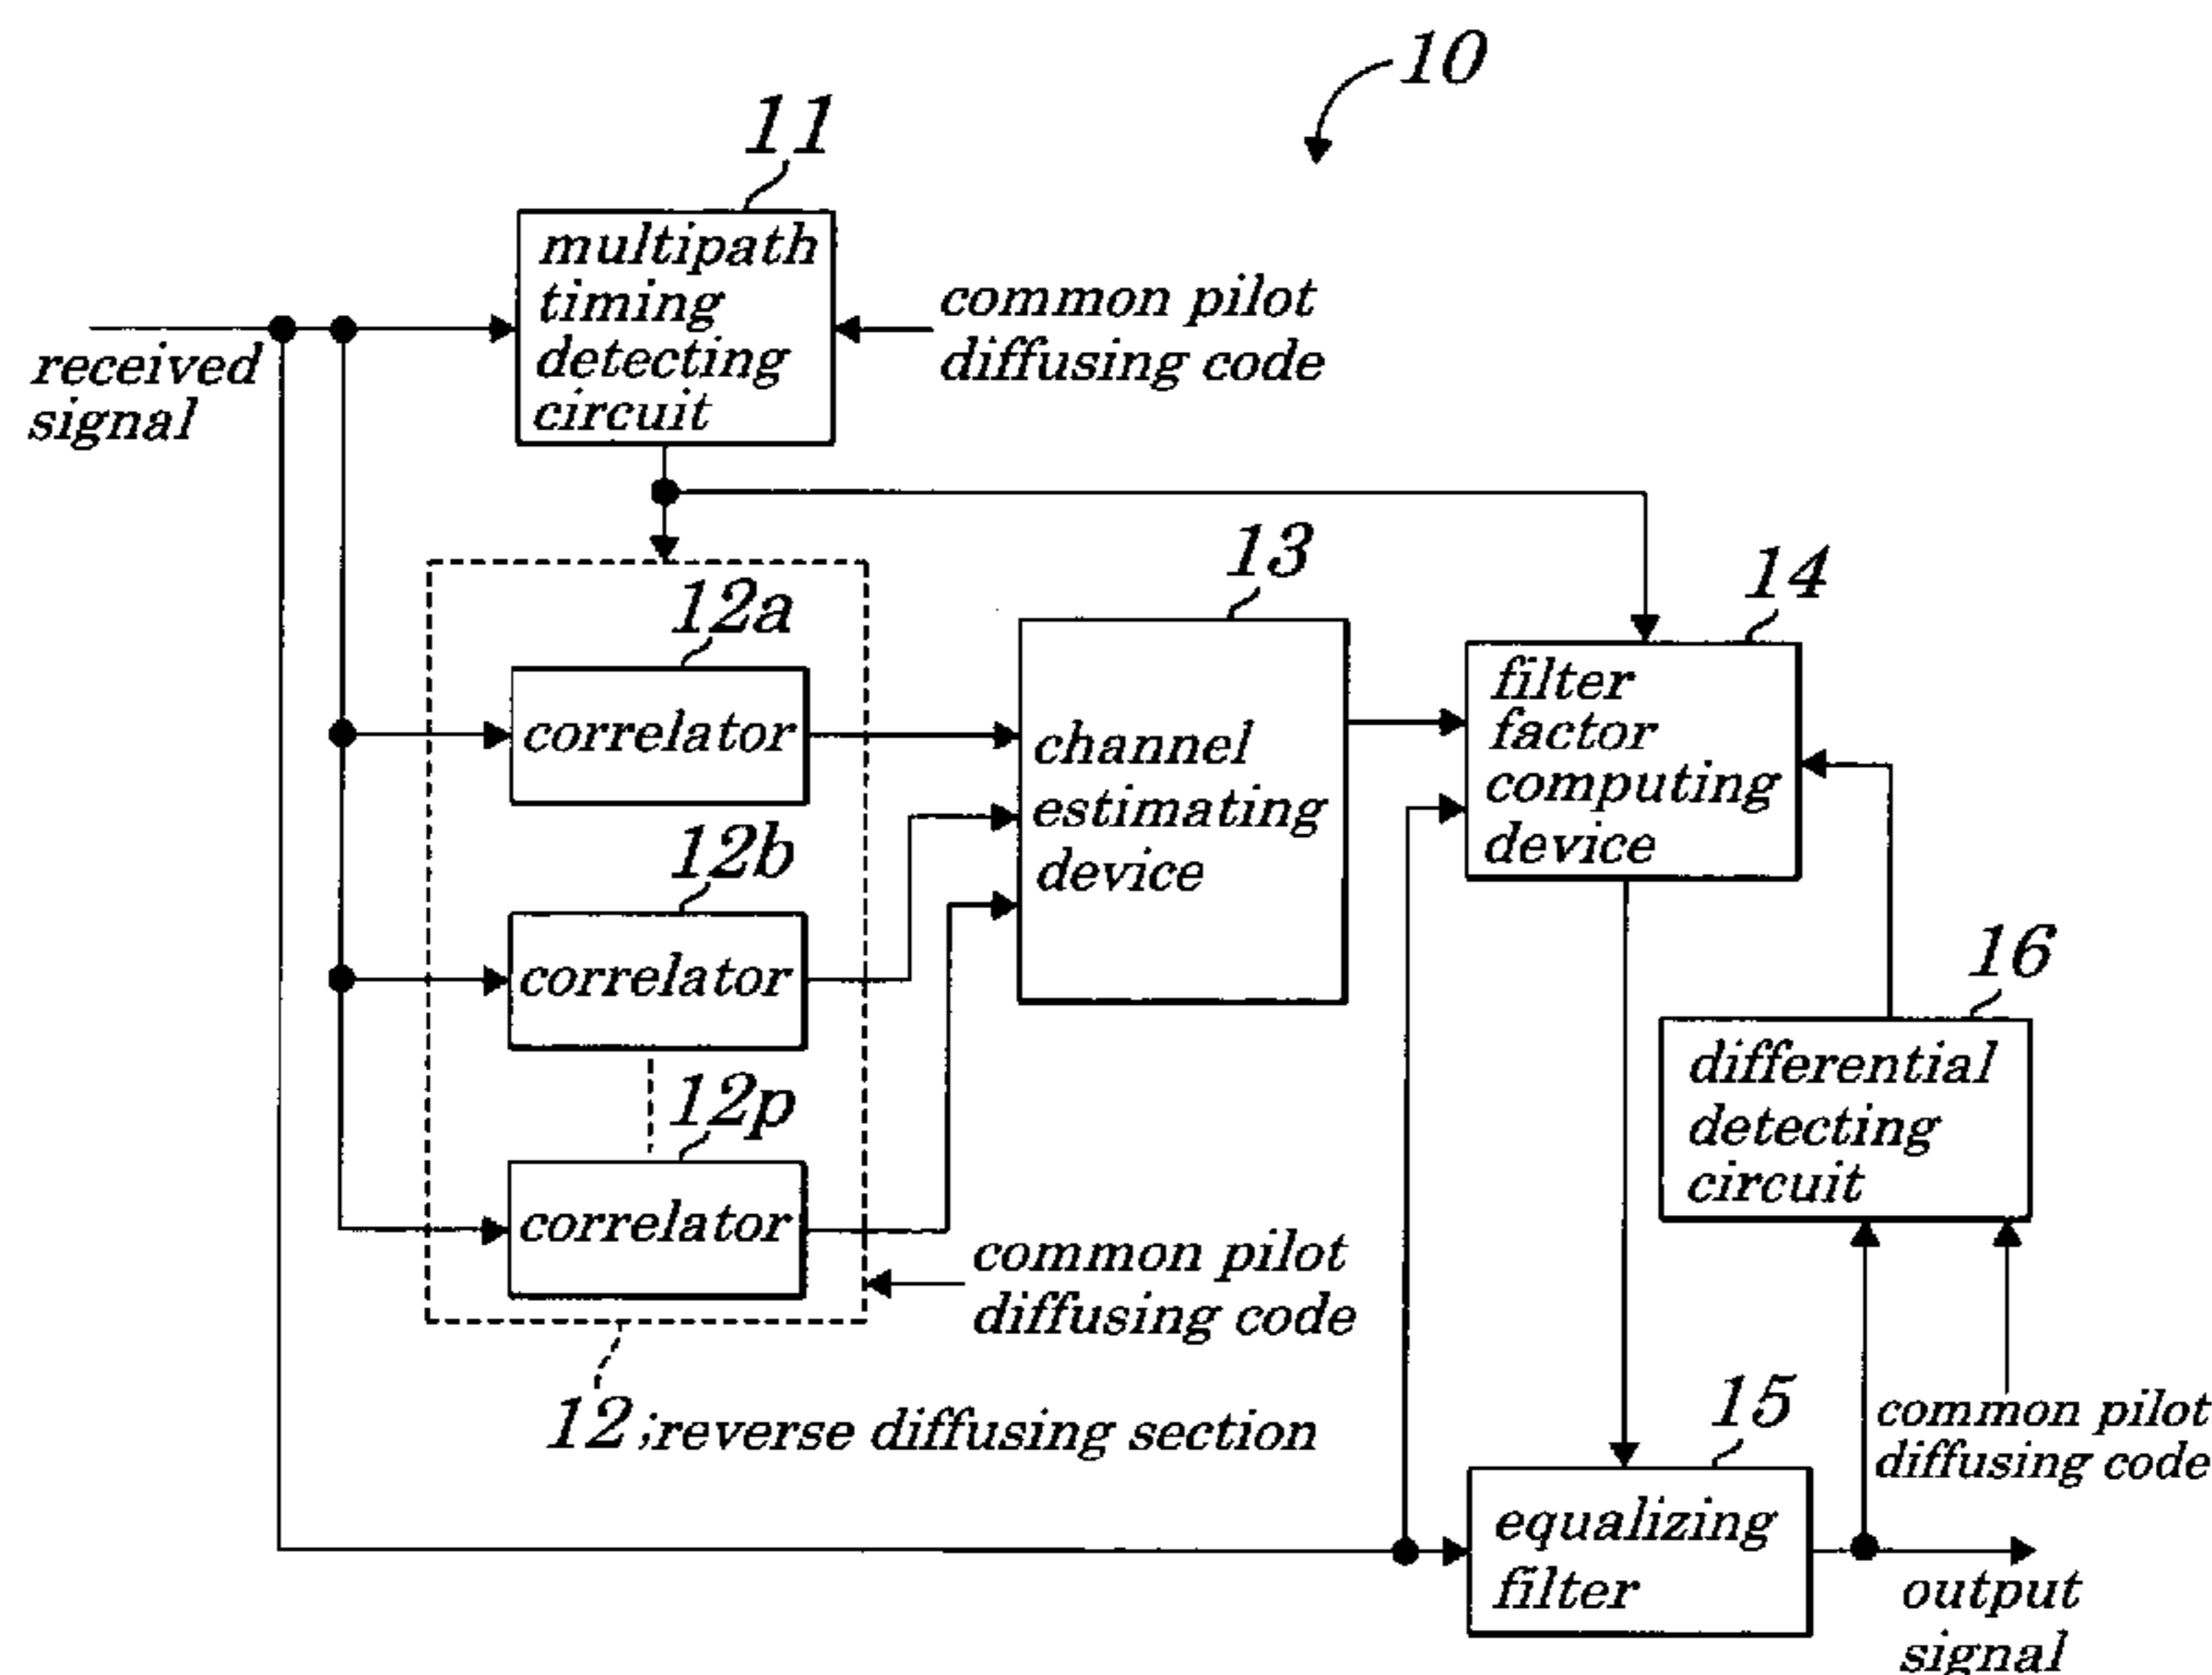 10
11
multipath
timing
detecting
circuit
common pilot
diffusing code
received
signal
13
14
12a
correlator
channel
estimating
device
filter
factor
computing
device
12b
correlator
16
differential
detecting
circuit
12p
correlator
common pilot
diffusing code
12 ;reverse diffusing section
15
common pilot
diffusing code
equalizing
filter
output
signal